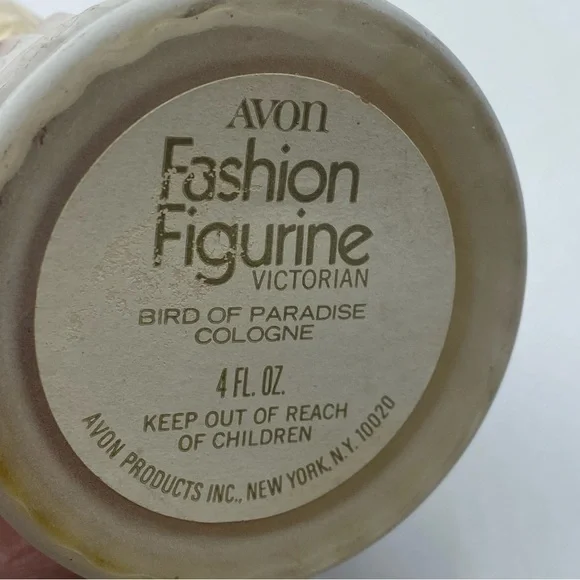 AVON
Fashion
Figurine
VICTORIAN
BIRD OF PARADISE
COLOGNE
4 FL. OZ.
KEEP OUT OF REACH
OF CHILDREN
AVON PRODUCTS INC., NEW YORK, N.Y. 10020